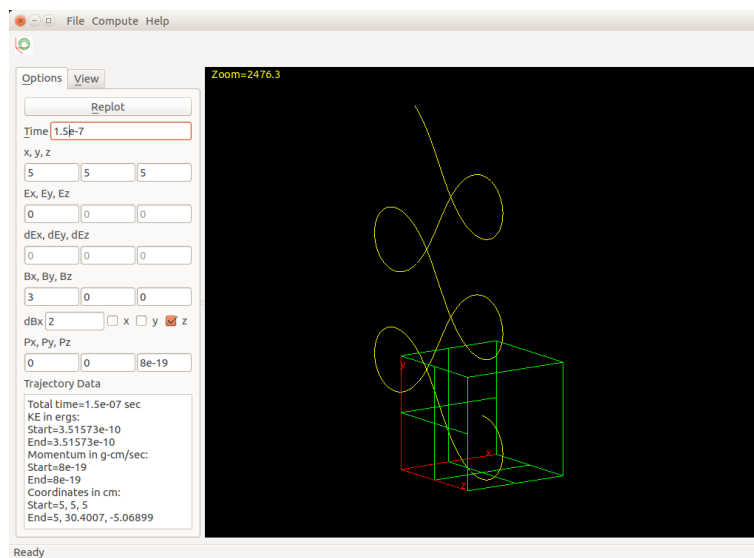 File Compute Help
Options View
Zoom=2476.3
Replot
Time 1.5e-7
x, y, z
5 5 5
Ex, Ey, Ez
0 0 0
dEx, dEy, dEz
0 0 0
Bx, By, Bz
3 0 0
dBx 2 x y z
Px, Py, Pz
0 0 8e-19
Trajectory Data
Total time=1.5e-07 sec
KE in ergs:
Start=3.51573e-10
End=3.51573e-10
Momentum in g-cm/sec:
Start=8e-19
End=8e-19
Coordinates in cm:
Start=5, 5, 5
End=5, 30.4007, -5.06899
y
x
z
Ready